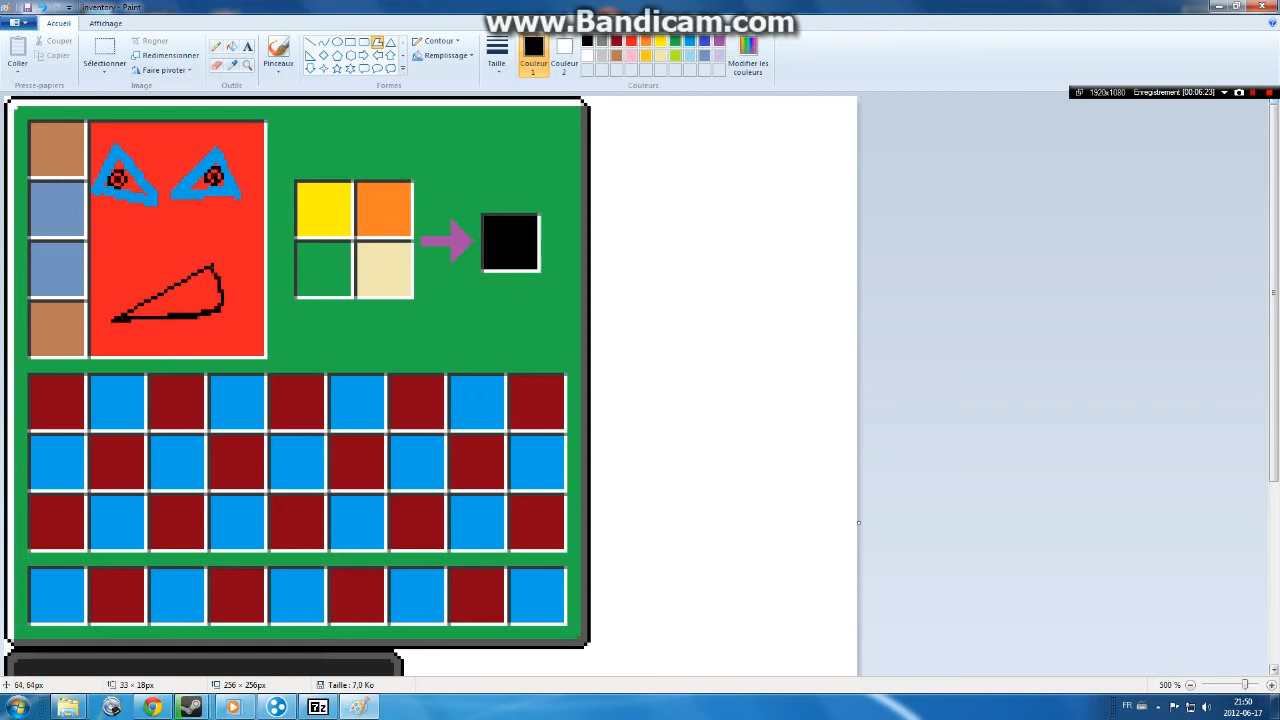 inventory - Paint
www.Bandicam.com
Accueil
Affichage
Couper
Copier
Presse-papiers
Sélectionner
Rogner
Redimensionner
Faire pivoter
Image
Outils
Pinceaux
Formes
Contour
Remplissage
Taille
Couleur 1
Couleur 2
Modifier les couleurs
Couleurs
1920x1080
Enregistrement [00:06:23]
64, 64px
33 × 18px
256 × 256px
Taille : 7,0 Ko
500 %
FR
21:50
2012-06-17